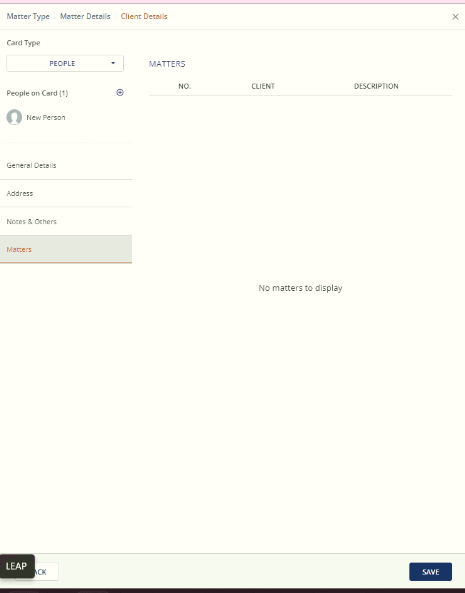 Matter Type Matter Details Client Details
Card Type
PEOPLE
People on Card (1)
New Person
General Details
Address
Notes & Others
Matters
MATTERS
NO. CLIENT DESCRIPTION
No matters to display
LEAP
SAVE